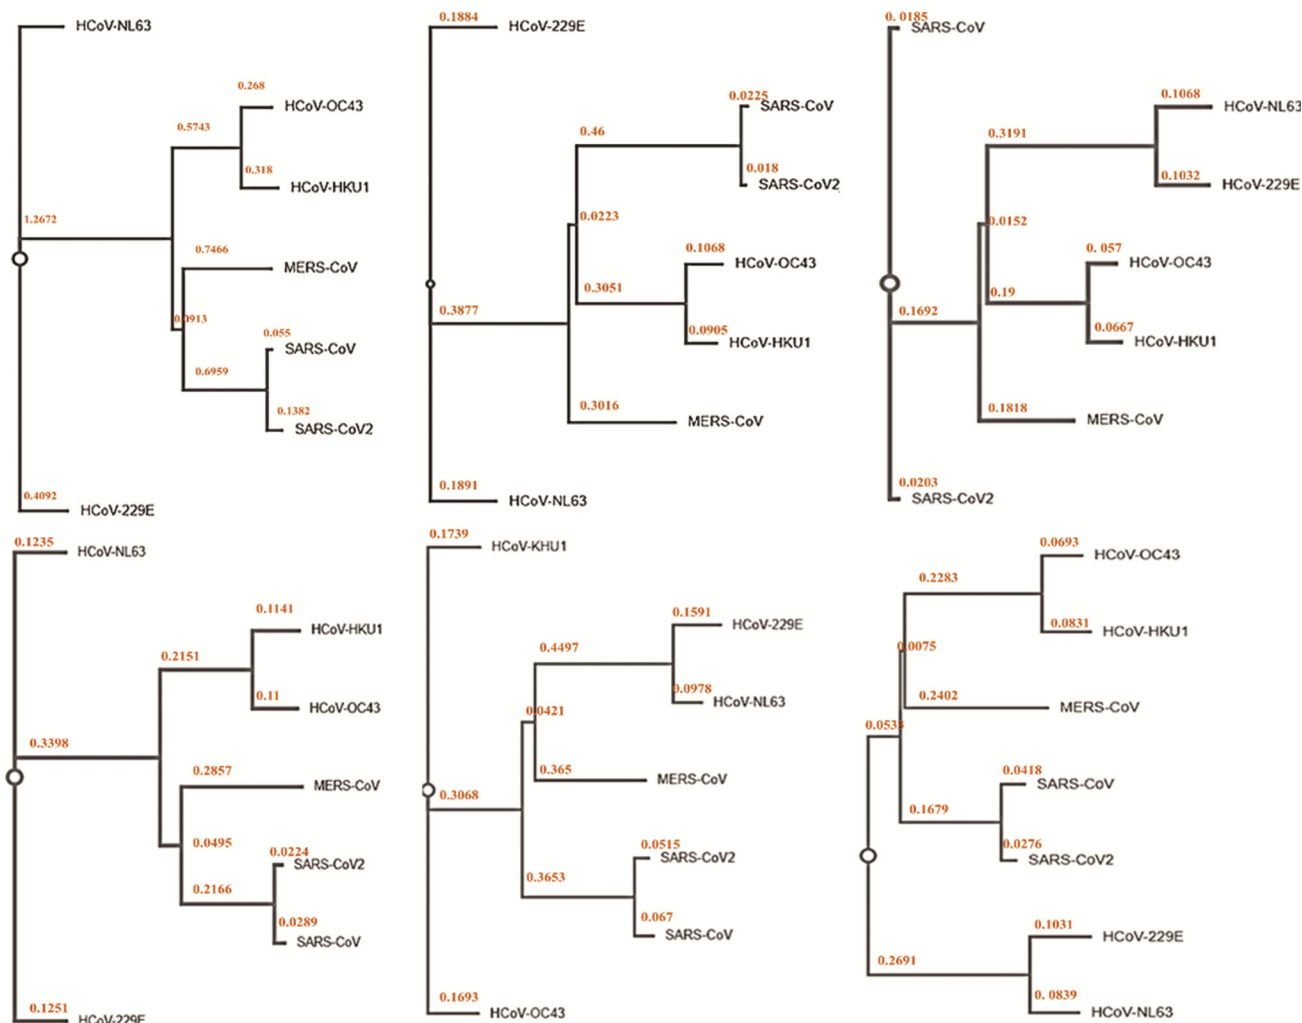 HCoV-NL63
0.268
HCoV-OC43
0.5743
0.318
HCoV-HKU1
1.2672
0.7466
MERS-CoV
0.0913
0.055
SARS-CoV
0.6959
0.1382
SARS-CoV2
0.4092
HCoV-229E
0.1884
HCoV-229E
0.0225
SARS-CoV
0.46
0.018
SARS-CoV2
0.0223
0.1068
HCoV-OC43
0.3051
0.0905
HCoV-HKU1
0.3877
0.3016
MERS-CoV
0.1891
HCoV-NL63
0. 0185
SARS-CoV
0.1068
HCoV-NL63
0.3191
0.1032
HCoV-229E
0.0152
0. 057
HCoV-OC43
0.19
0.0667
HCoV-HKU1
0.1692
0.1818
MERS-CoV
0.0203
SARS-CoV2
0.1235
HCoV-NL63
0.1141
HCoV-HKU1
0.2151
0.11
HCoV-OC43
0.3398
0.2857
MERS-CoV
0.0495
0.0224
SARS-CoV2
0.2166
0.0289
SARS-CoV
0.1251
HCoV-229E
0.1739
HCoV-KHU1
0.1591
HCoV-229E
0.4497
0.0978
HCoV-NL63
0.0421
0.365
MERS-CoV
0.3068
0.0515
SARS-CoV2
0.3653
0.067
SARS-CoV
0.1693
HCoV-OC43
0.0693
HCoV-OC43
0.2283
0.0831
HCoV-HKU1
0.0075
0.2402
MERS-CoV
0.0533
0.0418
SARS-CoV
0.1679
0.0276
SARS-CoV2
0.1031
HCoV-229E
0.2691
0. 0839
HCoV-NL63